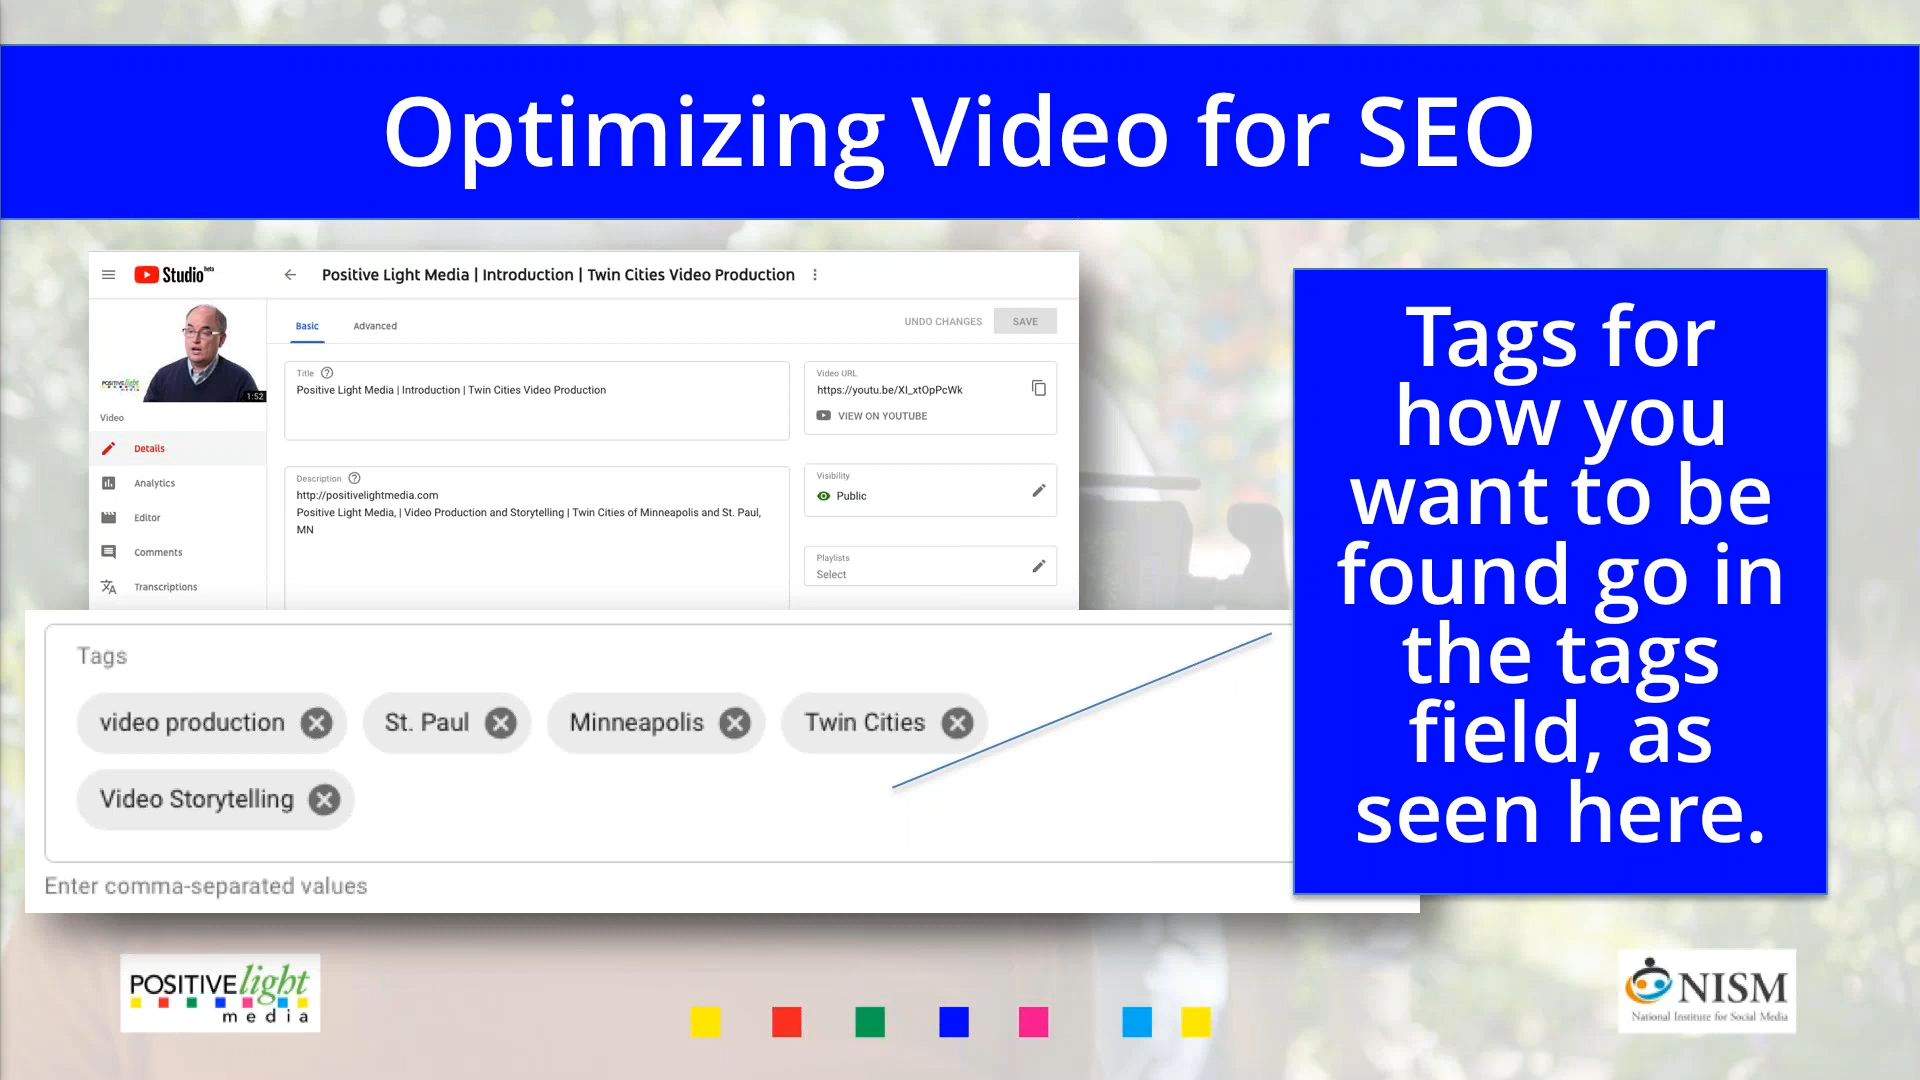 Optimizing Video for SEO
Studio beta
Positive Light Media | Introduction | Twin Cities Video Production
Basic
Advanced
UNDO CHANGES
SAVE
POSITIVE light
1:52
Video
Details
Analytics
Editor
Comments
Transcriptions
Title
Positive Light Media | Introduction | Twin Cities Video Production
Description
http://positivelightmedia.com
Positive Light Media, | Video Production and Storytelling | Twin Cities of Minneapolis and St. Paul,
MN
Video URL
https://youtu.be/XI_xtOpPcWk
VIEW ON YOUTUBE
Visibility
Public
Playlists
Select
Tags
video production
St. Paul
Minneapolis
Twin Cities
Video Storytelling
Enter comma-separated values
Tags for
how you
want to be
found go in
the tags
field, as
seen here.
POSITIVE light
media
NISM
National Institute for Social Media